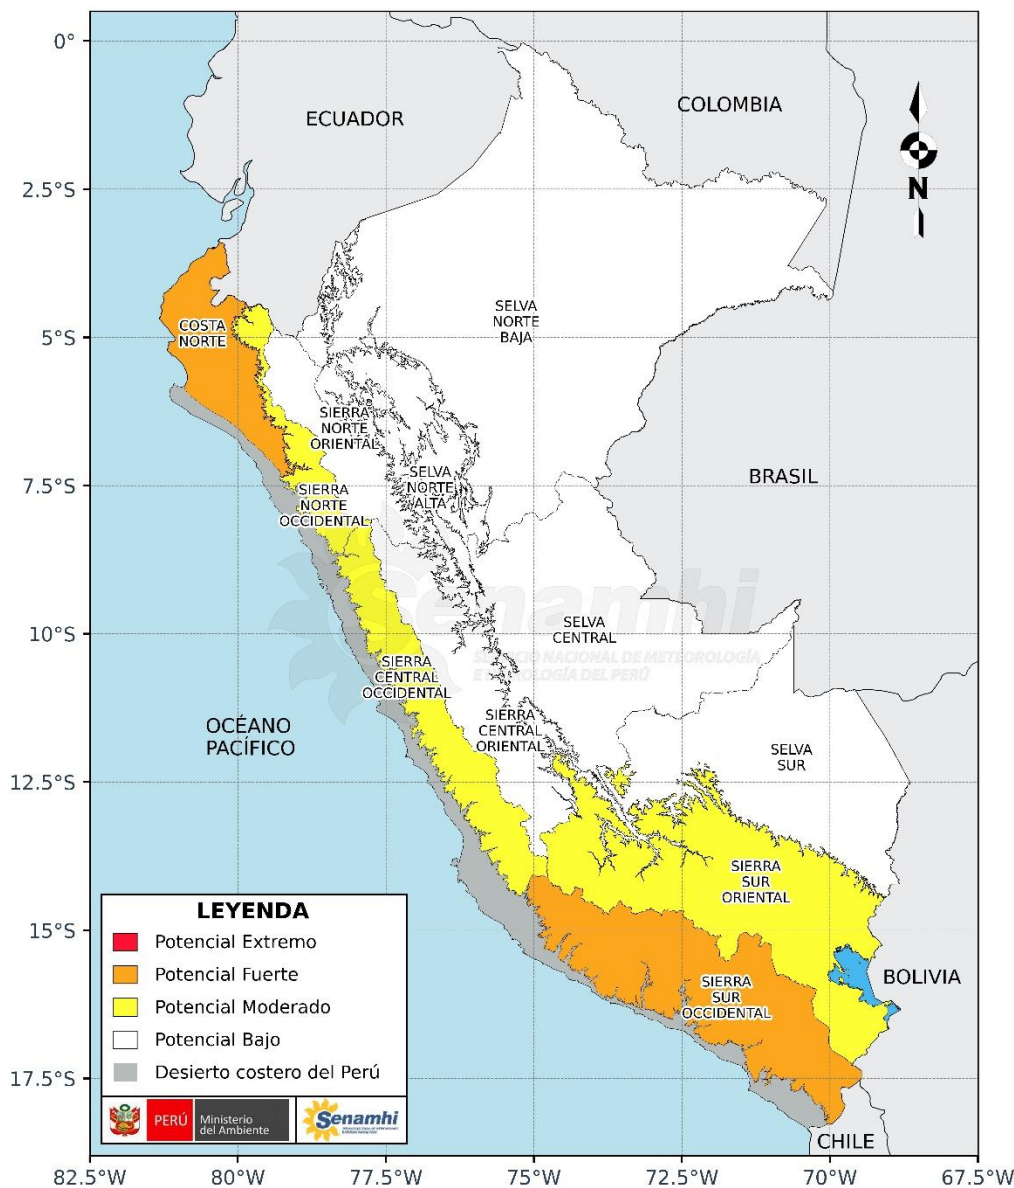 0°
2.5°S
5°S
7.5°S
10°S
12.5°S
15°S
17.5°S
82.5°W
80°W
77.5°W
75°W
72.5°W
70°W
67.5°W
ECUADOR
COLOMBIA
N
COSTA
NORTE
SELVA
NORTE
BAJA
SIERRA
NORTE
ORIENTAL
SELVA
NORTE
ALTA
BRASIL
SIERRA
NORTE
OCCIDENTAL
Senamhi
SERVICIO NACIONAL DE METEOROLOGÍA
E HIDROLOGÍA DEL PERÚ
SELVA
CENTRAL
SIERRA
CENTRAL
OCCIDENTAL
SIERRA
CENTRAL
ORIENTAL
OCÉANO
PACÍFICO
SELVA
SUR
SIERRA
SUR
ORIENTAL
BOLIVIA
SIERRA
SUR
OCCIDENTAL
CHILE
LEYENDA
Potencial Extremo
Potencial Fuerte
Potencial Moderado
Potencial Bajo
Desierto costero del Perú
PERÚ
Ministerio
del Ambiente
Senamhi